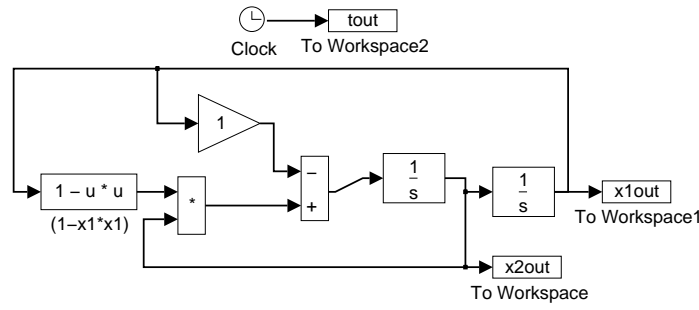 tout
Clock
To Workspace2
1
1
s
1
s
−
+
1 − u * u
*
(1−x1*x1)
x1out
To Workspace1
x2out
To Workspace